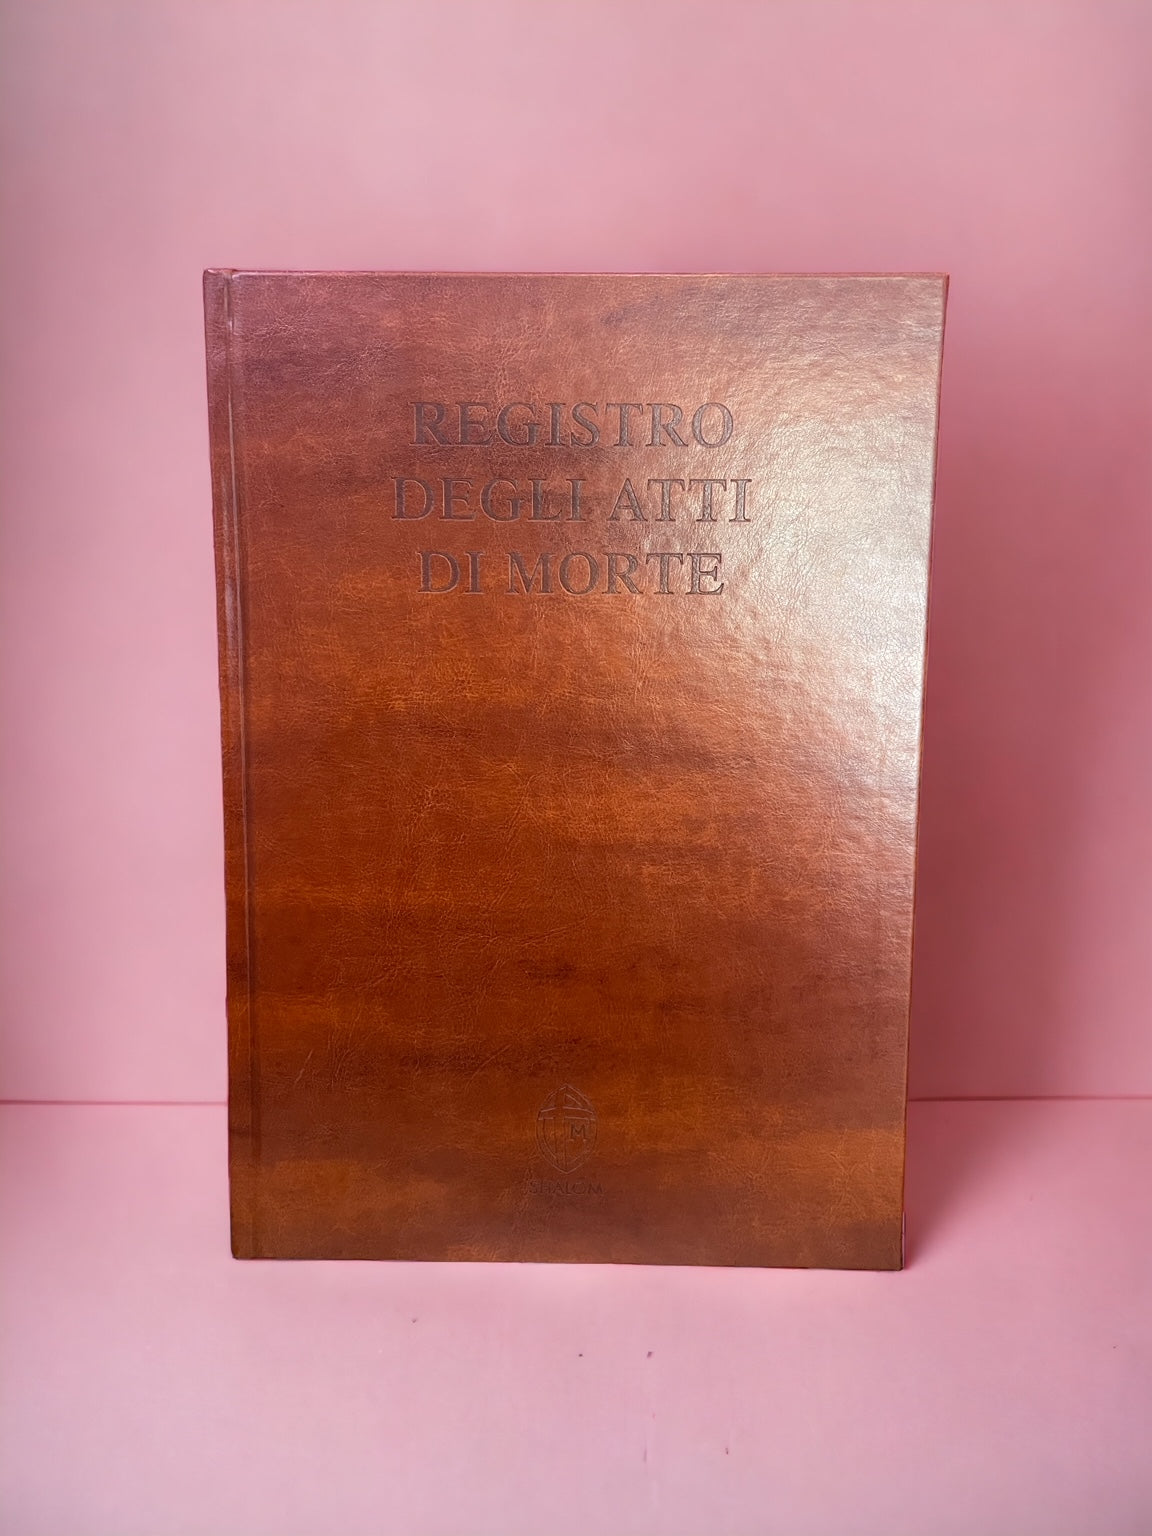 REGISTRO
DEGLI ATTI
DI MORTE
M
SHALOM